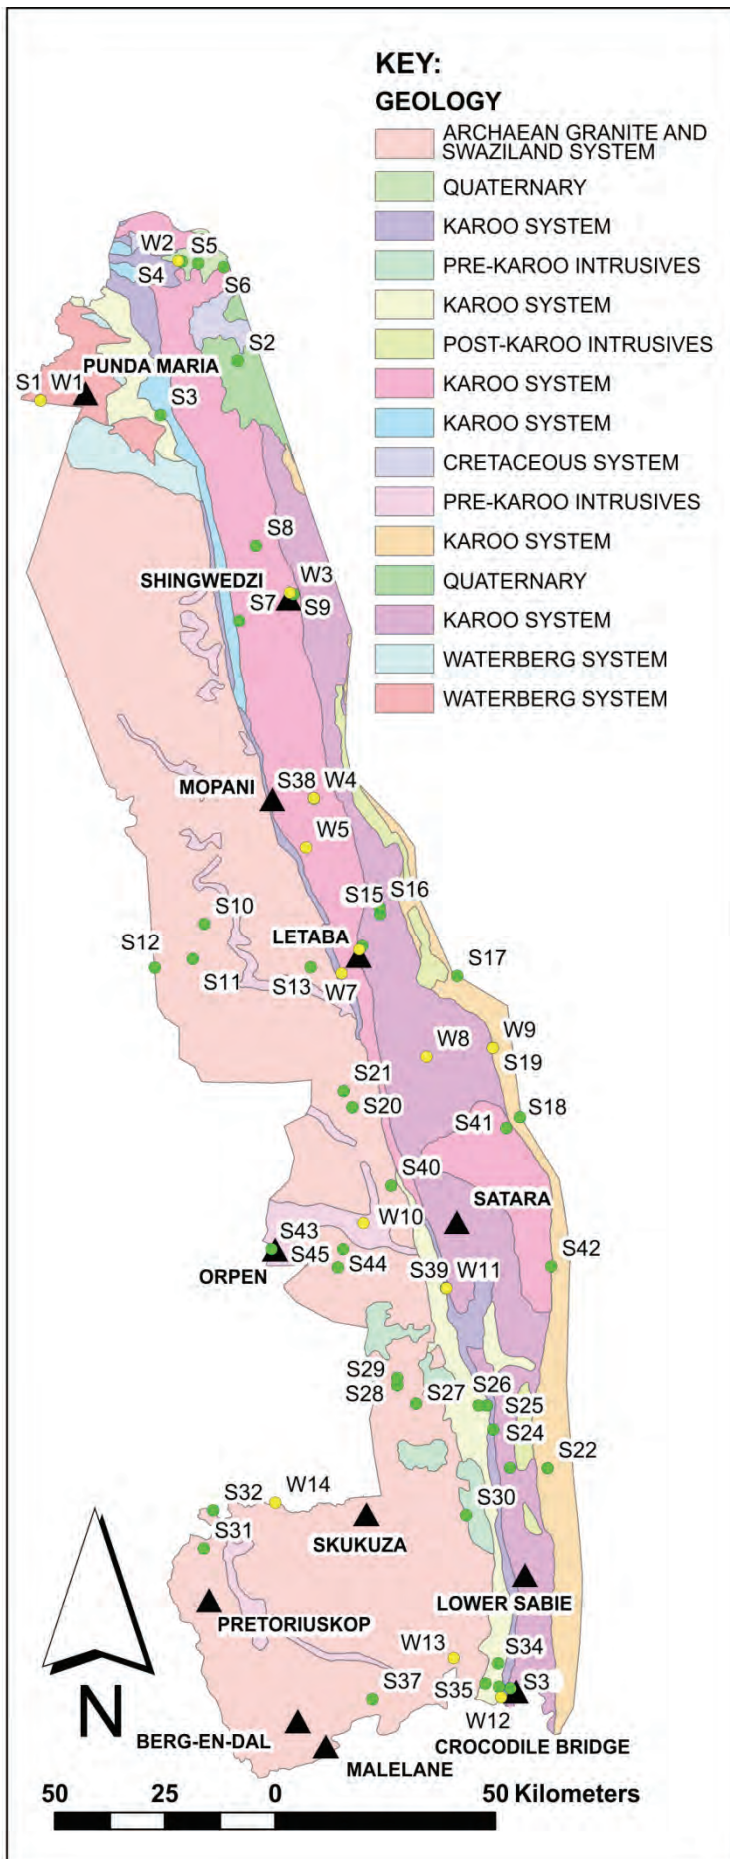 KEY:
GEOLOGY
ARCHAEAN GRANITE AND
SWAZILAND SYSTEM
QUATERNARY
KAROO SYSTEM
PRE-KAROO INTRUSIVES
KAROO SYSTEM
POST-KAROO INTRUSIVES
KAROO SYSTEM
KAROO SYSTEM
CRETACEOUS SYSTEM
PRE-KAROO INTRUSIVES
KAROO SYSTEM
QUATERNARY
KAROO SYSTEM
WATERBERG SYSTEM
WATERBERG SYSTEM
W2 S5
S4
S6
S2
PUNDA MARIA
S1 W1
S3
S8
SHINGWEDZI
W3
S7
S9
MOPANI
S38 W4
W5
S15 S16
S10
LETABA
S12
S11
S13
W7
S17
W8
W9
S19
S21
S20
S18
S41
S40
SATARA
W10
S43
S45
S44
ORPEN
S42
S39 W11
S29
S28
S27
S26
S25
S24
S22
S32
W14
S30
S31
SKUKUZA
LOWER SABIE
PRETORIUSKOP
W13
S34
S35
S3
S37
W12
N
BERG-EN-DAL
CROCODILE BRIDGE
MALELANE
50 0 50 Kilometers